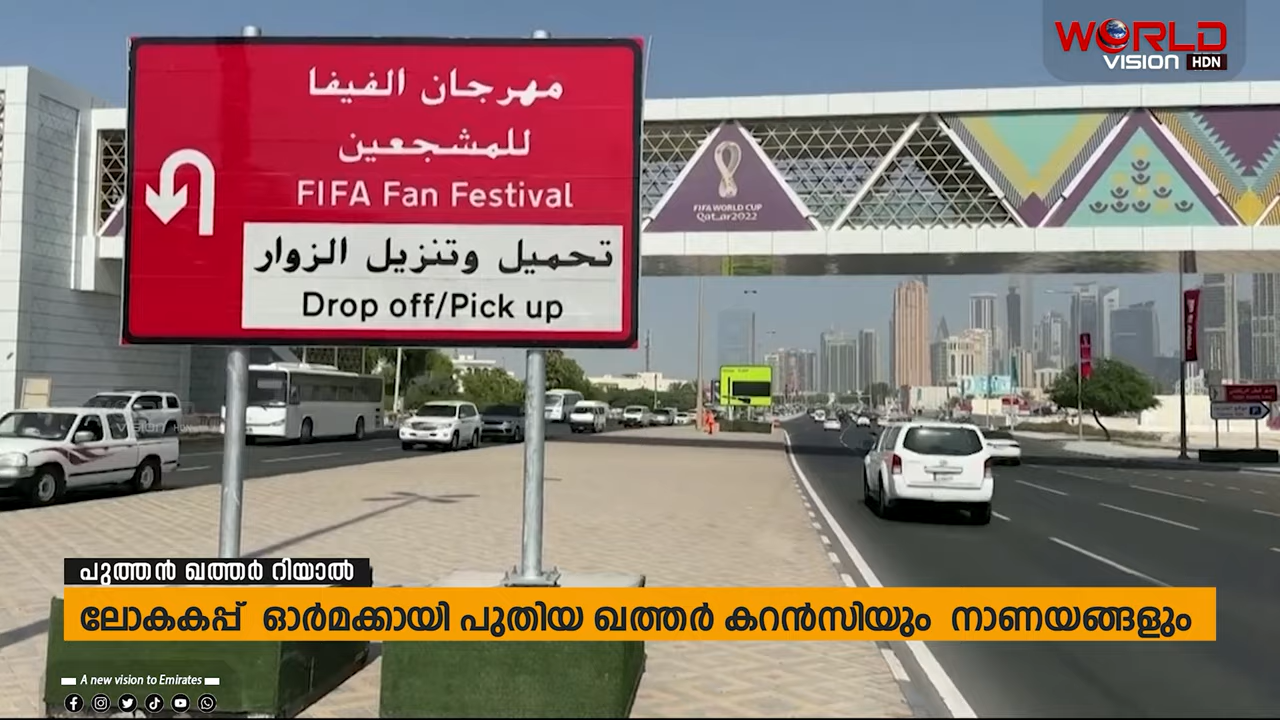 WORLD
VISION HDN
مهرجان الفيفا
للمشجعين
FIFA Fan Festival
تحميل وتنزيل الزوار
Drop off/Pick up
FIFA WORLD CUP
Qatar2022
പുത്തൻ ഖത്തർ റിയാൽ
ലോകകപ്പ് ഓർമക്കായി പുതിയ ഖത്തർ കറൻസിയും നാണയങ്ങളും
A new vision to Emirates